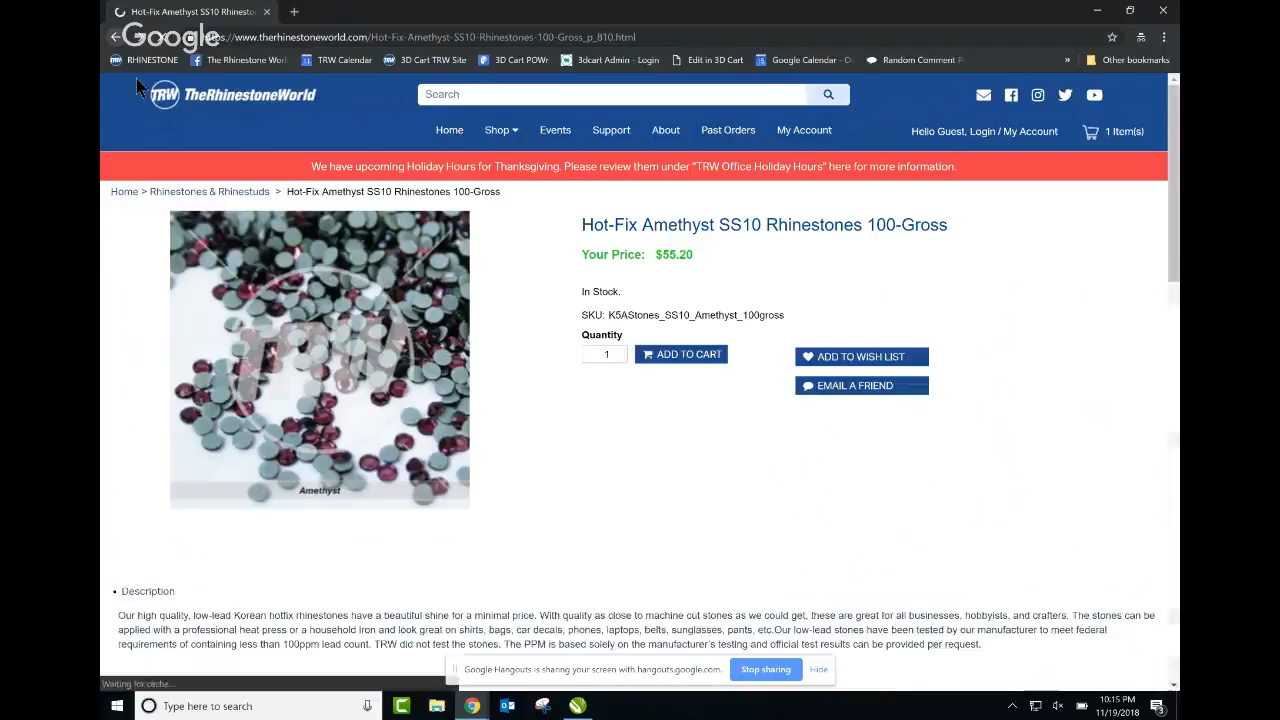 Hot-Fix Amethyst SS10 Rhinestone
Google
https://www.therhinestoneworld.com/Hot-Fix-Amethyst-SS10-Rhinestones-100-Gross_p_810.html
RHINESTONE The Rhinestone Worl TRW Calendar 3D Cart TRW Site 3D Cart POWr 3dcart Admin - Login Edit in 3D Cart Google Calendar - O Random Comment P » Other bookmarks
TRW TheRhinestoneWorld
Search
Home Shop Events Support About Past Orders My Account
Hello Guest, Login / My Account 1 Item(s)
We have upcoming Holiday Hours for Thanksgiving. Please review them under "TRW Office Holiday Hours" here for more information.
Home > Rhinestones & Rhinestuds > Hot-Fix Amethyst SS10 Rhinestones 100-Gross
Hot-Fix Amethyst SS10 Rhinestones 100-Gross
Your Price: $55.20
In Stock.
SKU: K5AStones_SS10_Amethyst_100gross
Quantity
1 ADD TO CART
ADD TO WISH LIST
EMAIL A FRIEND
TRW
Amethyst
• Description
Our high quality, low-lead Korean hotfix rhinestones have a beautiful shine for a minimal price. With quality as close to machine cut stones as we could get, these are great for all businesses, hobbyists, and crafters. The stones can be
applied with a professional heat press or a household iron and look great on shirts, bags, car decals, phones, laptops, belts, sunglasses, pants, etc.Our low-lead stones have been tested by our manufacturer to meet federal
requirements of containing less than 100ppm lead count. TRW did not test the stones. The PPM is based solely on the manufacturer's testing and official test results can be provided per request.
Google Hangouts is sharing your screen with hangouts.google.com. Stop sharing Hide
Waiting for cache...
Type here to search
10:15 PM
11/19/2018
3